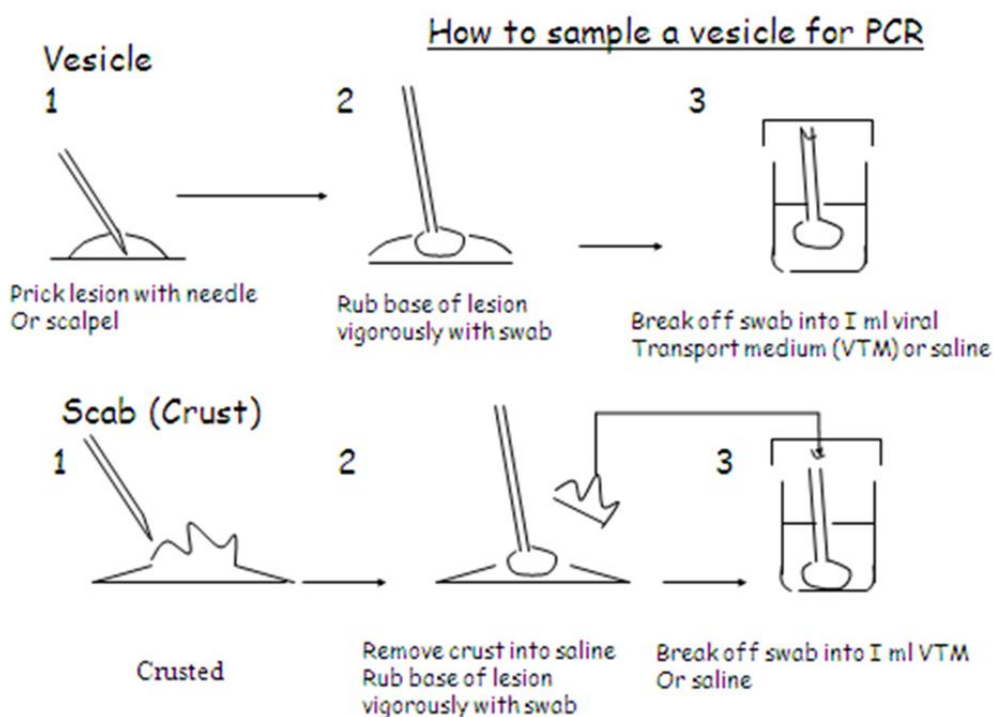 How to sample a vesicle for PCR
Vesicle
1
2
3
Prick lesion with needle
Or scalpel
Rub base of lesion
vigorously with swab
Break off swab into I ml viral
Transport medium (VTM) or saline
Scab (Crust)
1
2
3
Crusted
Remove crust into saline
Rub base of lesion
vigorously with swab
Break off swab into I ml VTM
Or saline